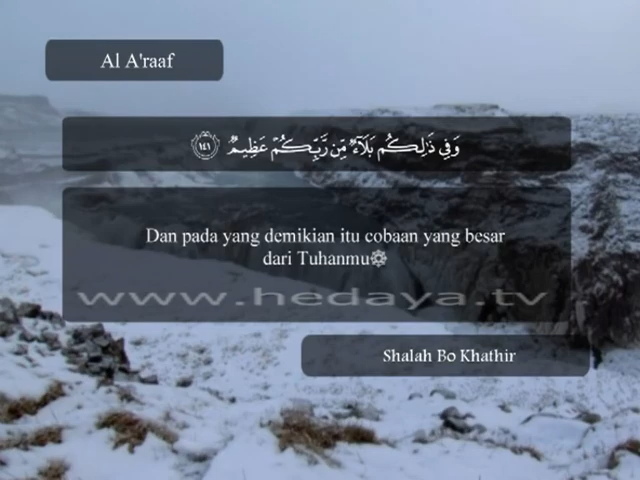 Al A'raaf
وَفِي ذَٰلِكُم بَلَاءٌ مِّن رَّبِّكُمْ عَظِيمٌ ١٤١
Dan pada yang demikian itu cobaan yang besar
dari Tuhanmu
www.hedaya.tv
Shalah Bo Khathir